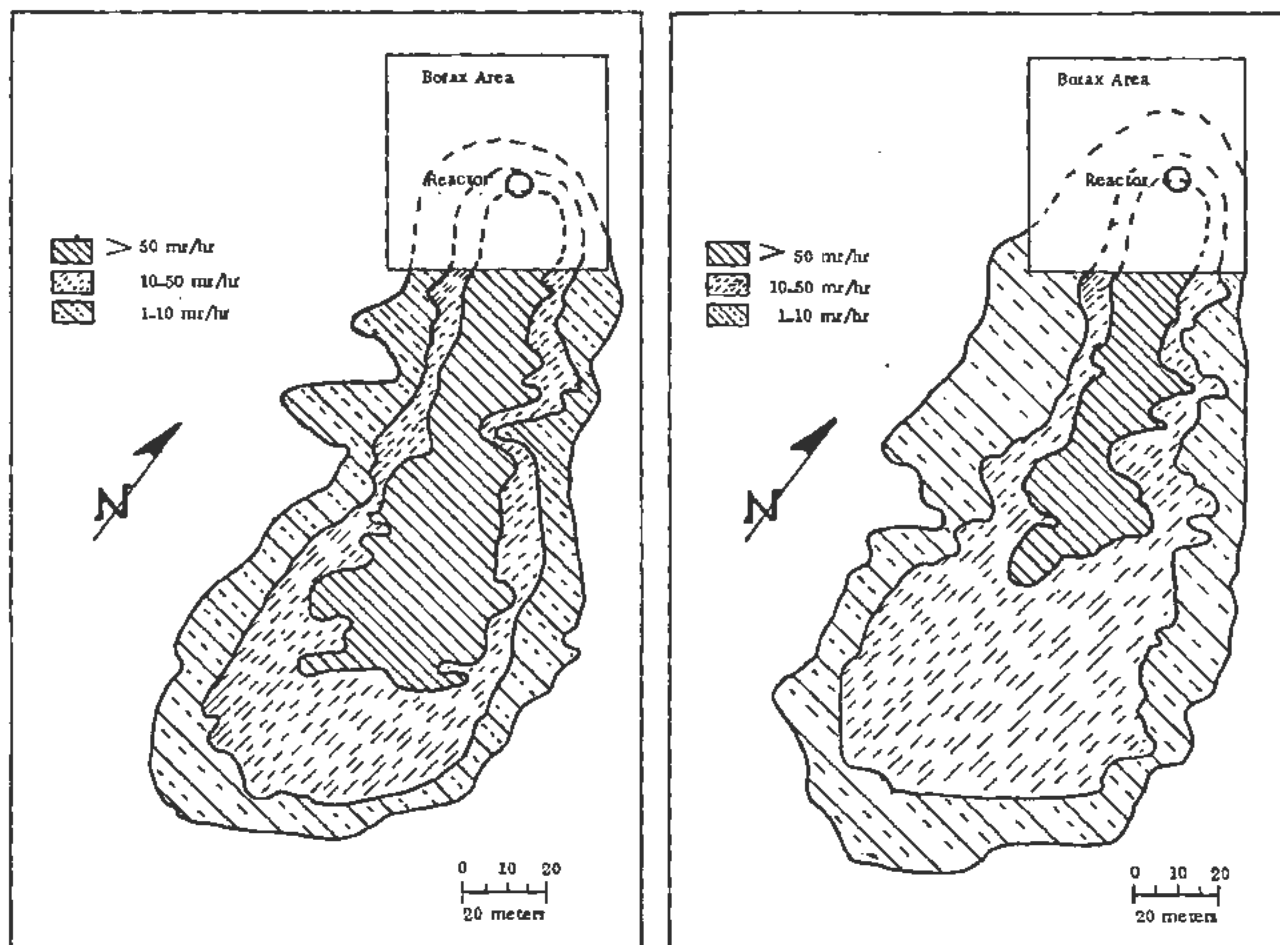 Borax Area
Reactor
> 50 mr/hr
10-50 mr/hr
1-10 mr/hr
N
0 10 20
20 meters
Borax Area
Reactor
> 50 mr/hr
10-50 mr/hr
1-10 mr/hr
N
0 10 20
20 meters